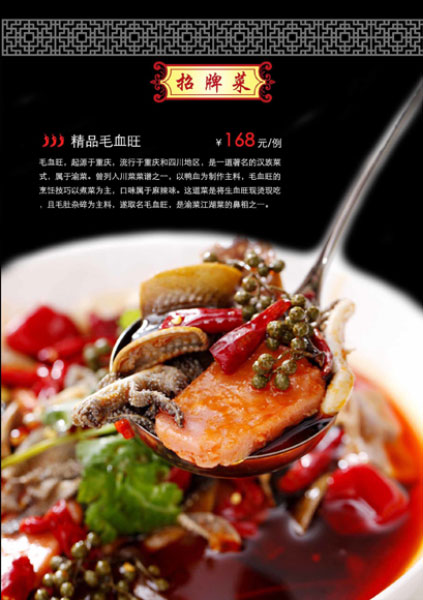 招牌菜
精品毛血旺 ¥168元/例
毛血旺，起源于重庆，流行于重庆和四川地区，是一道著名的汉族菜
式，属于渝菜。曾列入川菜菜谱之一，以鸭血为制作主料，毛血旺的
烹饪技巧以煮菜为主，口味属于麻辣味。这道菜是将生血旺现烫现吃
，且毛肚杂碎为主料，遂取名毛血旺，是渝菜江湖菜的鼻祖之一。